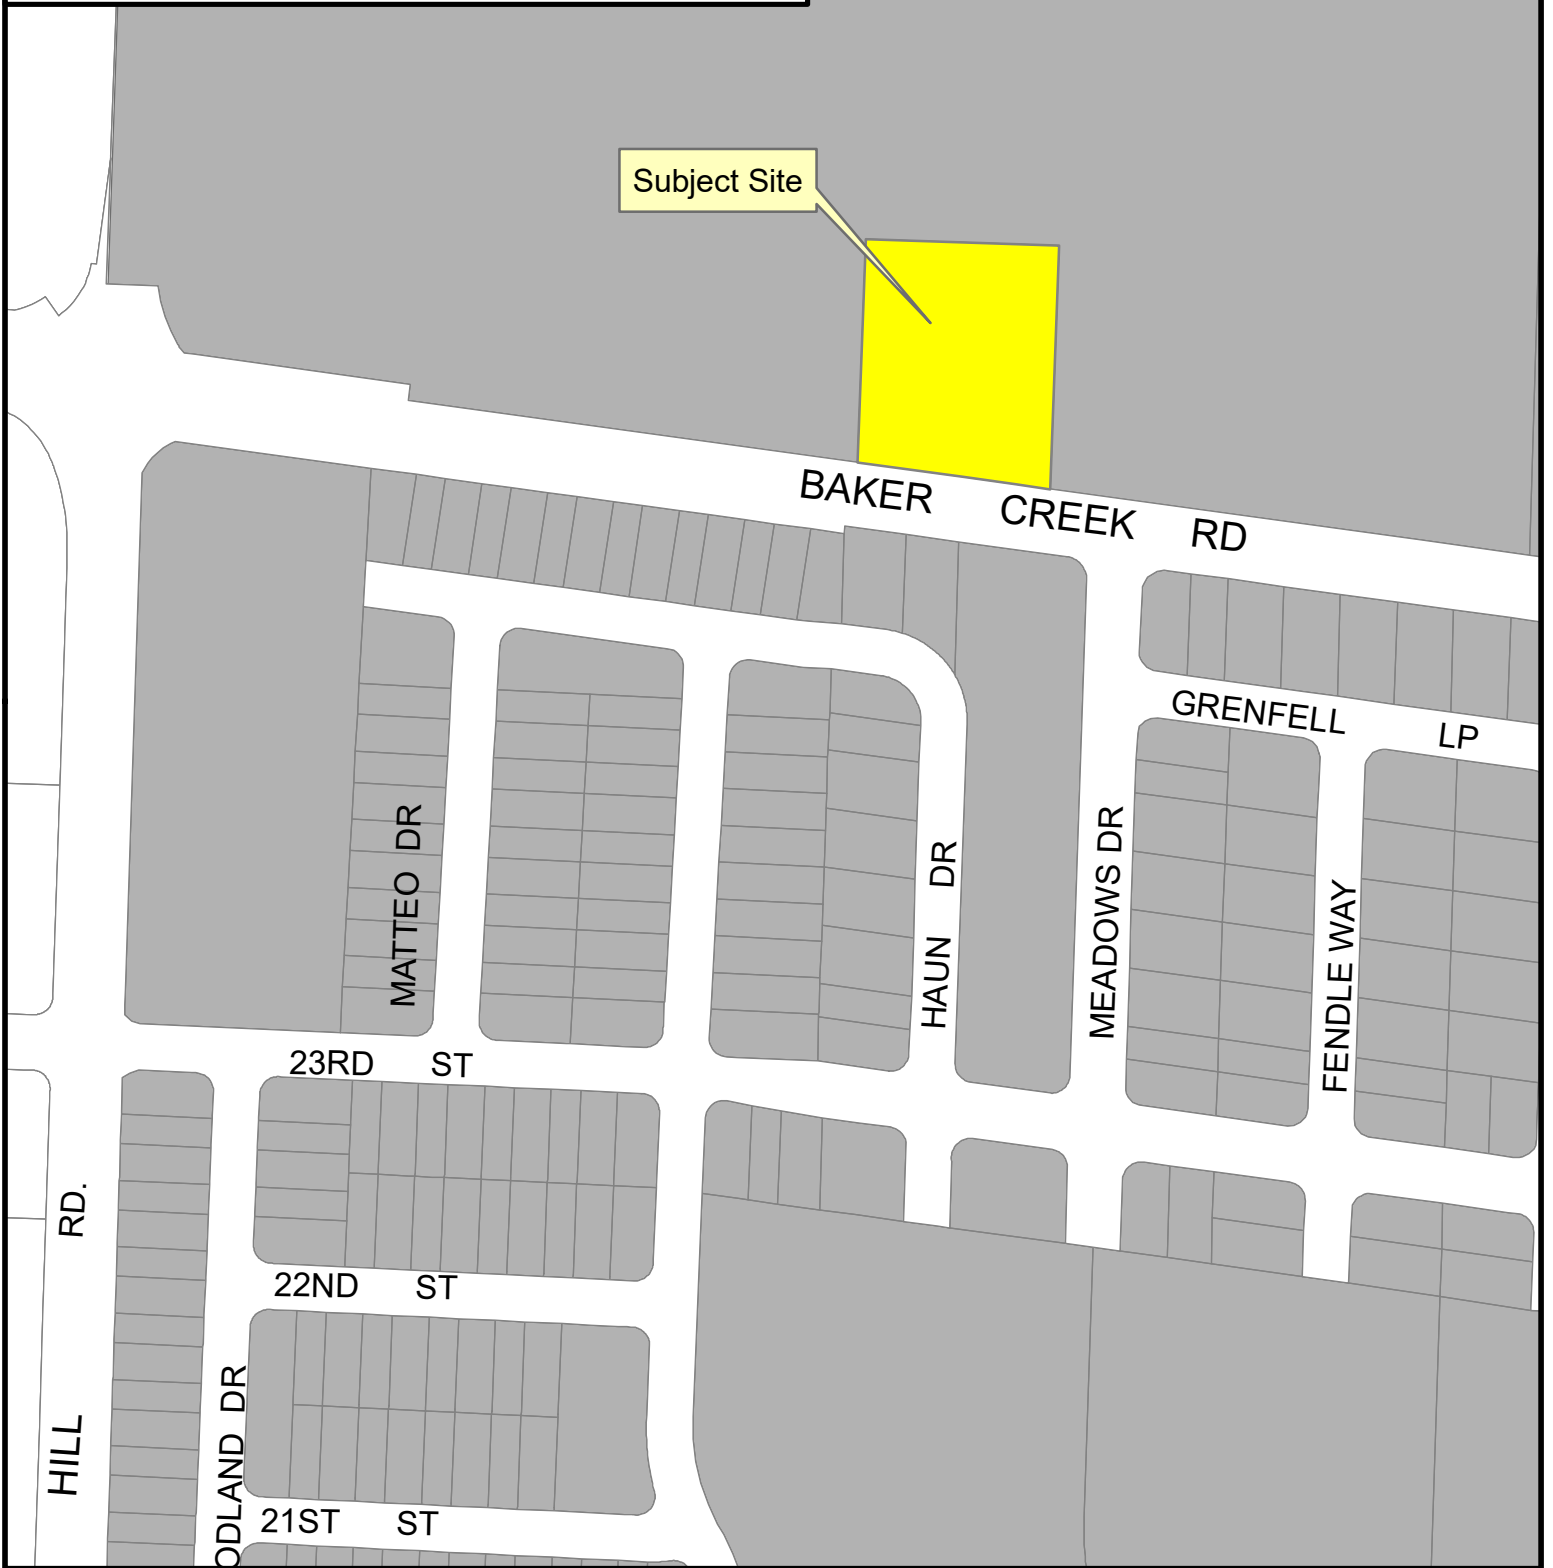 Subject Site
BAKER CREEK RD
GRENFELL LP
MATTEO DR
HAUN DR
MEADOWS DR
FENDLE WAY
23RD ST
HILL RD.
22ND ST
DR
21ST ST